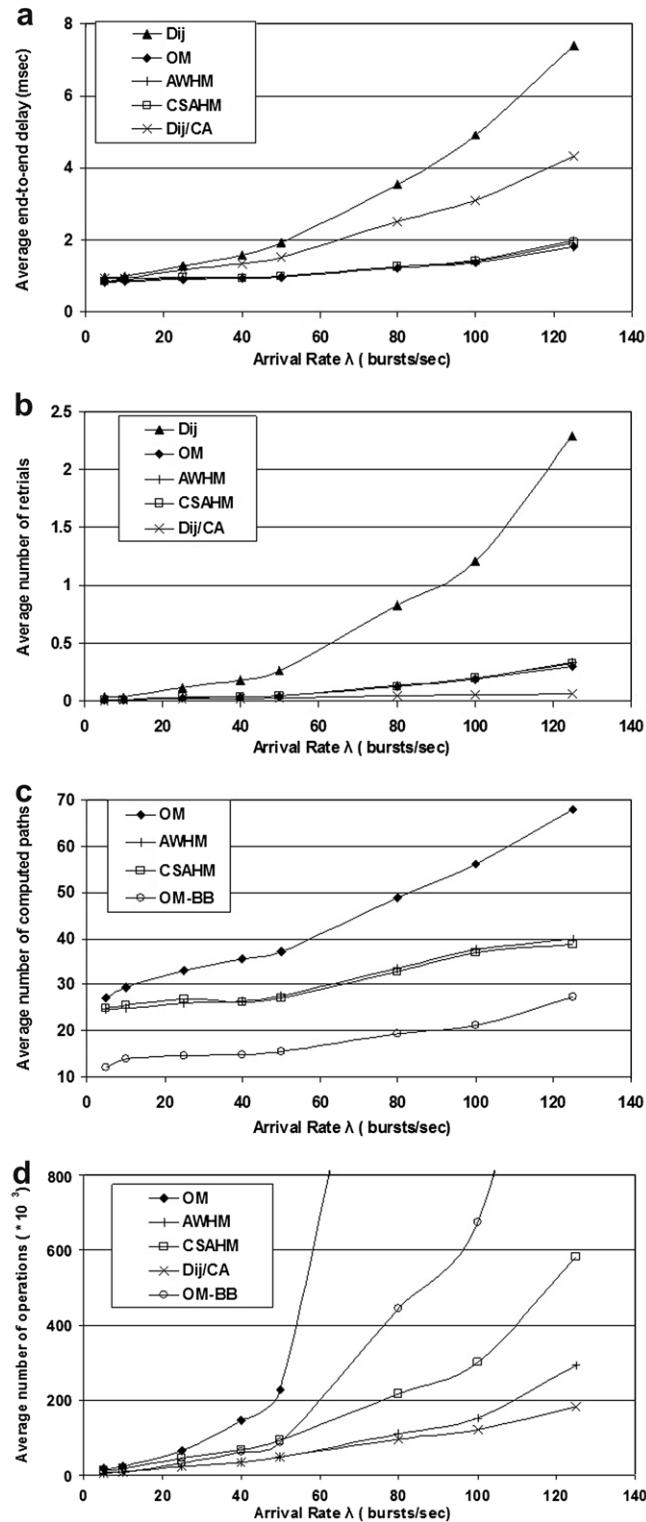 a
Average end-to-end delay (msec)
8
6
4
2
0
Dij
OM
AWHM
CSAHM
Dij/CA
0 20 40 60 80 100 120 140
Arrival Rate λ ( bursts/sec)
b
Average number of retrials
2.5
2
1.5
1
0.5
0
Dij
OM
AWHM
CSAHM
Dij/CA
0 20 40 60 80 100 120 140
Arrival Rate λ ( bursts/sec)
c
Average number of computed paths
70
60
50
40
30
20
10
OM
AWHM
CSAHM
OM-BB
0 20 40 60 80 100 120 140
Arrival Rate λ ( bursts/sec)
d
Average number of operations ( * 10 ³)
800
600
400
200
0
OM
AWHM
CSAHM
Dij/CA
OM-BB
0 20 40 60 80 100 120 140
Arrival Rate λ ( bursts/sec)